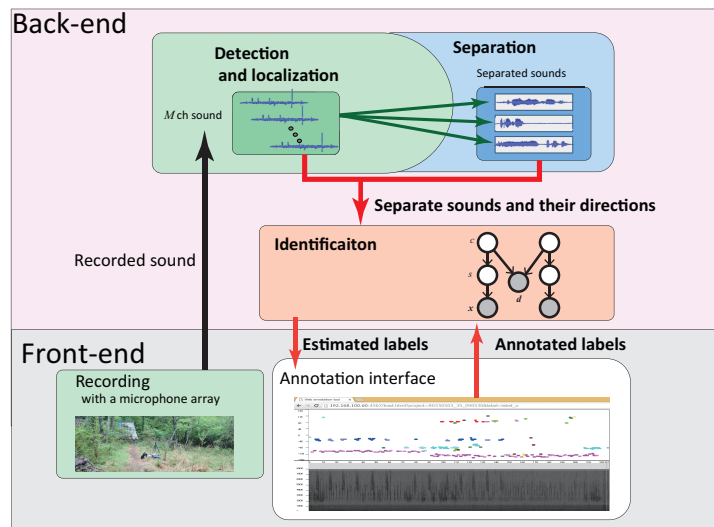 Back-end
Detection
and localization
Separation
Separated sounds
M ch sound
Separate sounds and their directions
Identificaiton
c
s
d
x
Recorded sound
Front-end
Estimated labels
Annotated labels
Recording
with a microphone array
Annotation interface